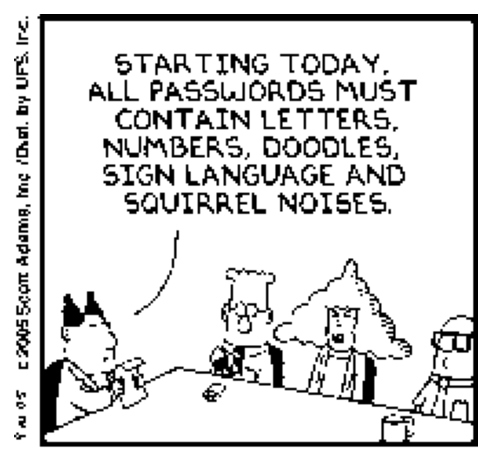 STARTING TODAY,
ALL PASSWORDS MUST
CONTAIN LETTERS,
NUMBERS, DOODLES,
SIGN LANGUAGE AND
SQUIRREL NOISES.
© 2005 Scott Adams, Inc. /Dist. by UFS, Inc.